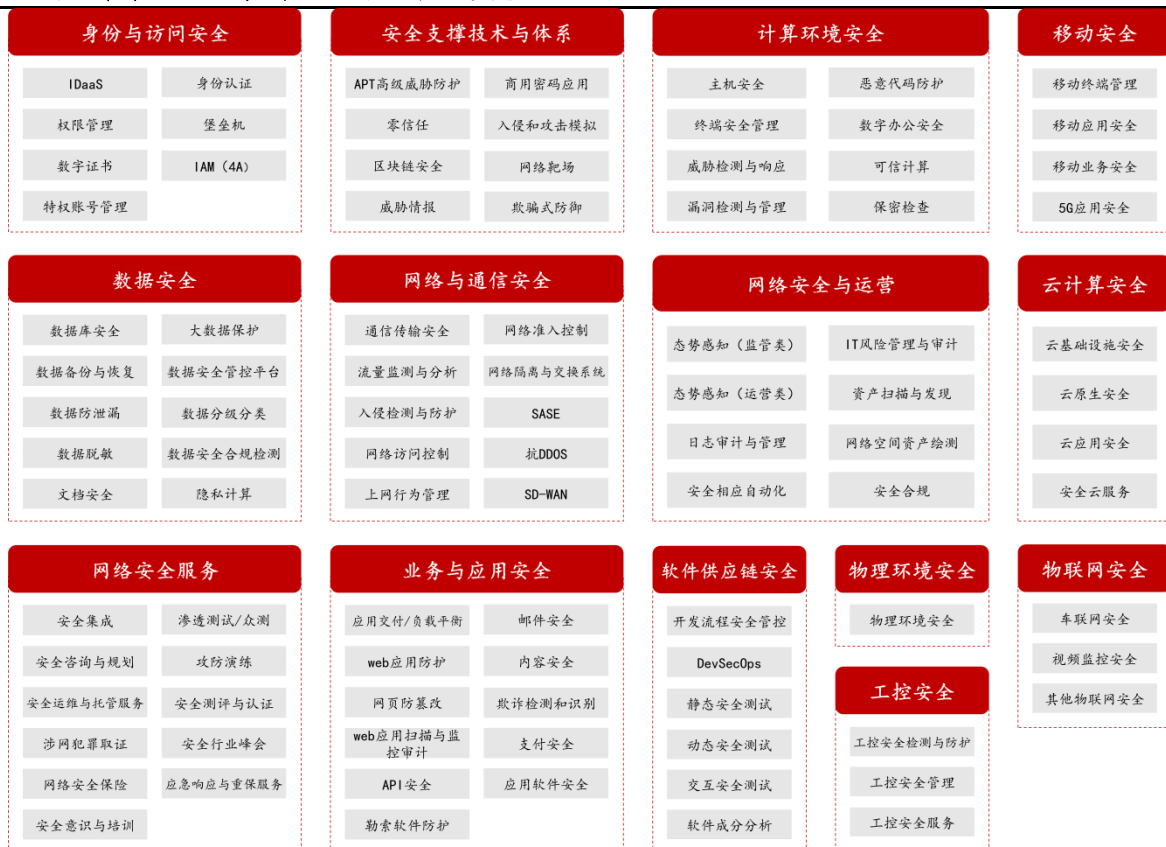 身份与访问安全
IDaaS
身份认证
权限管理
堡垒机
数字证书
IAM（4A）
特权账号管理
安全支撑技术与体系
APT高级威胁防护
商用密码应用
零信任
入侵和攻击模拟
区块链安全
网络靶场
威胁情报
欺骗式防御
计算环境安全
主机安全
恶意代码防护
终端安全管理
数字办公安全
威胁检测与响应
可信计算
漏洞检测与管理
保密检查
移动安全
移动终端管理
移动应用安全
移动业务安全
5G应用安全
数据安全
数据库安全
大数据保护
数据备份与恢复
数据安全管控平台
数据防泄漏
数据分级分类
数据脱敏
数据安全合规检测
文档安全
隐私计算
网络与通信安全
通信传输安全
网络准入控制
流量监测与分析
网络隔离与交换系统
入侵检测与防护
SASE
网络访问控制
抗DDOS
上网行为管理
SD-WAN
网络安全与运营
态势感知（监管类）
IT风险管理与审计
态势感知（运营类）
资产扫描与发现
日志审计与管理
网络空间资产绘测
安全相应自动化
安全合规
云计算安全
云基础设施安全
云原生安全
云应用安全
安全云服务
网络安全服务
安全集成
渗透测试/众测
安全咨询与规划
攻防演练
安全运维与托管服务
安全测评与认证
涉网犯罪取证
安全行业峰会
网络安全保险
应急响应与重保服务
安全意识与培训
业务与应用安全
应用交付/负载平衡
邮件安全
web应用防护
内容安全
网页防篡改
欺诈检测和识别
web应用扫描与监
控审计
支付安全
API安全
应用软件安全
勒索软件防护
软件供应链安全
开发流程安全管控
DevSecOps
静态安全测试
动态安全测试
交互安全测试
软件成分分析
物理环境安全
物理环境安全
工控安全
工控安全检测与防护
工控安全管理
工控安全服务
物联网安全
车联网安全
视频监控安全
其他物联网安全